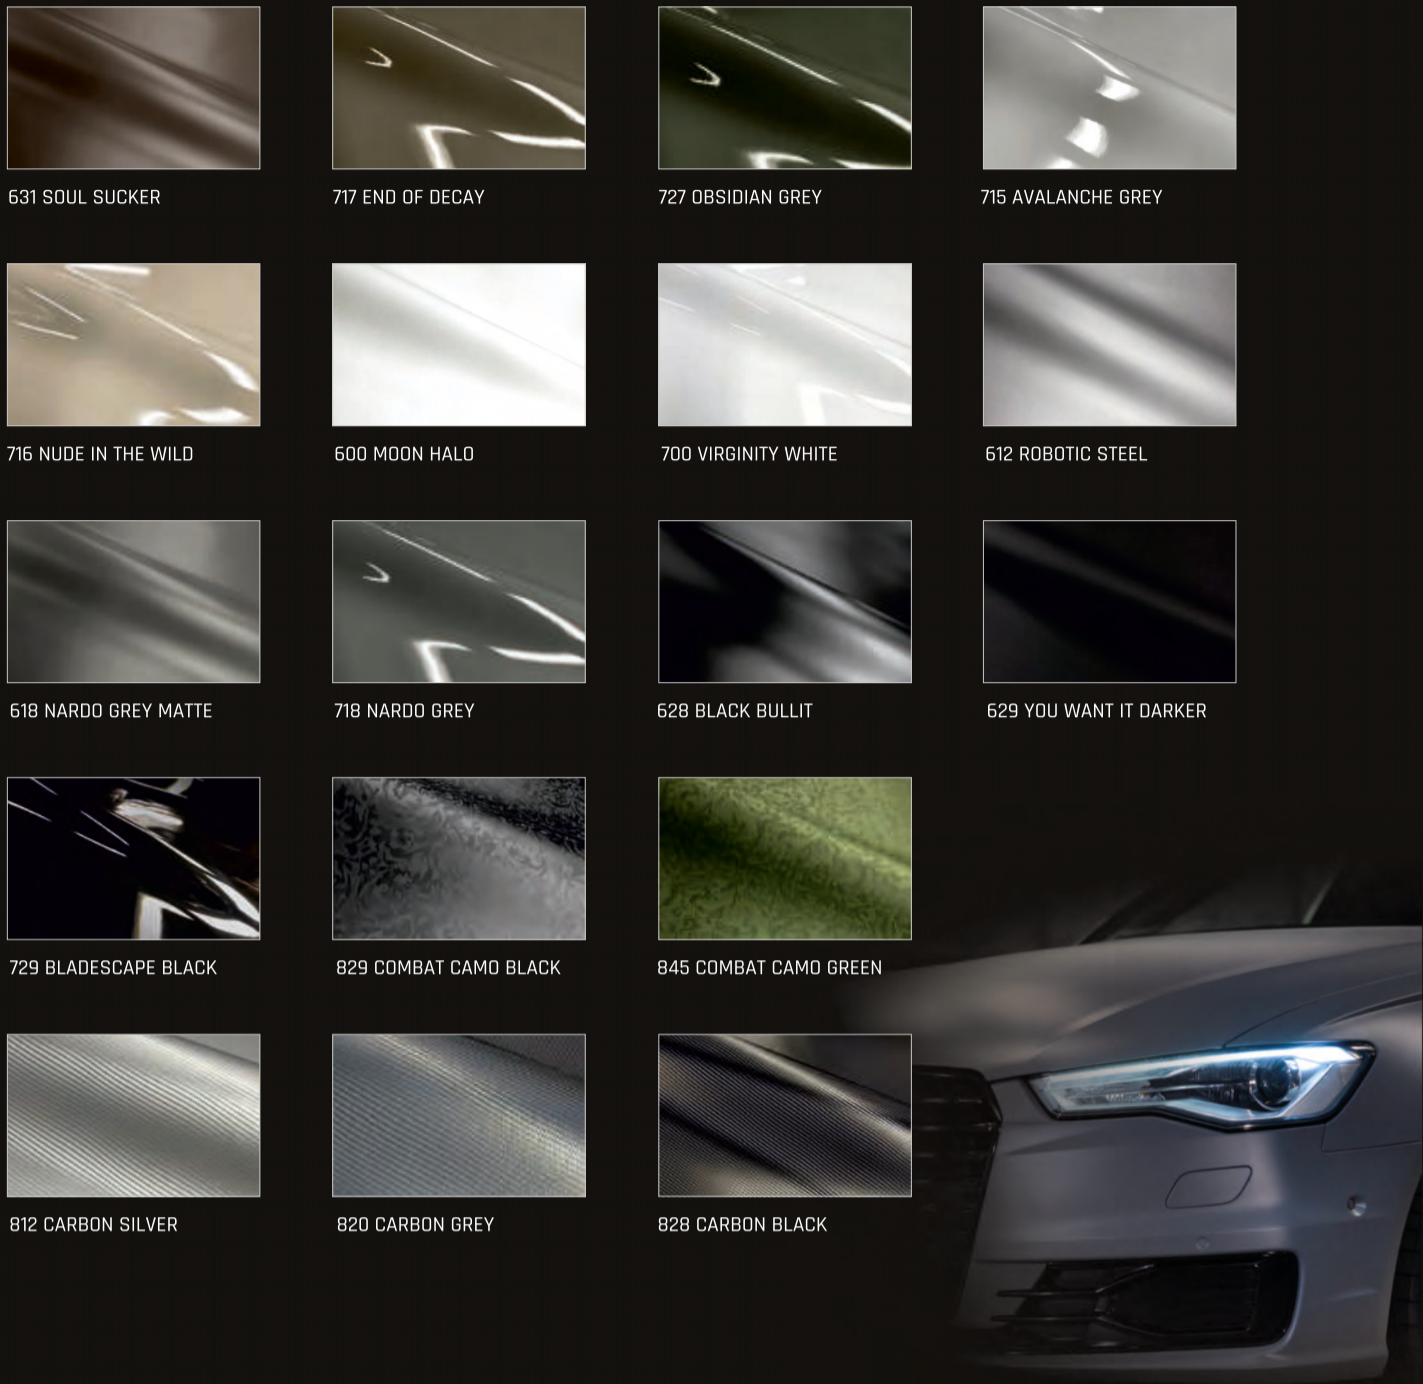 631 SOUL SUCKER
717 END OF DECAY
727 OBSIDIAN GREY
715 AVALANCHE GREY
716 NUDE IN THE WILD
600 MOON HALO
700 VIRGINITY WHITE
612 ROBOTIC STEEL
618 NARDO GREY MATTE
718 NARDO GREY
628 BLACK BULLIT
629 YOU WANT IT DARKER
729 BLADESCAPE BLACK
829 COMBAT CAMO BLACK
845 COMBAT CAMO GREEN
812 CARBON SILVER
820 CARBON GREY
828 CARBON BLACK